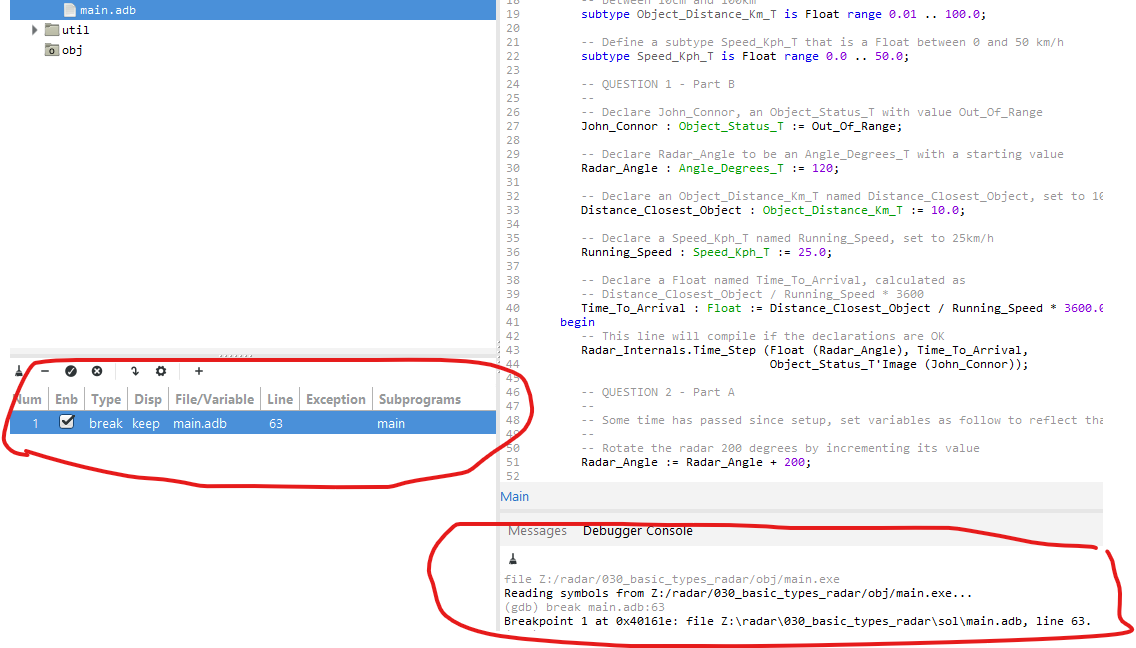 main.adb
util
obj
18 -- Between 10cm and 100km
19 subtype Object_Distance_Km_T is Float range 0.01 .. 100.0;
20
21 -- Define a subtype Speed_Kph_T that is a Float between 0 and 50 km/h
22 subtype Speed_Kph_T is Float range 0.0 .. 50.0;
23
24 -- QUESTION 1 - Part B
25 --
26 -- Declare John_Connor, an Object_Status_T with value Out_Of_Range
27 John_Connor : Object_Status_T := Out_Of_Range;
28
29 -- Declare Radar_Angle to be an Angle_Degrees_T with a starting value
30 Radar_Angle : Angle_Degrees_T := 120;
31
32 -- Declare an Object_Distance_Km_T named Distance_Closest_Object, set to 10
33 Distance_Closest_Object : Object_Distance_Km_T := 10.0;
34
35 -- Declare a Speed_Kph_T named Running_Speed, set to 25km/h
36 Running_Speed : Speed_Kph_T := 25.0;
37
38 -- Declare a Float named Time_To_Arrival, calculated as
39 -- Distance_Closest_Object / Running_Speed * 3600
40 Time_To_Arrival : Float := Distance_Closest_Object / Running_Speed * 3600.0
41 begin
42 -- This line will compile if the declarations are OK
43 Radar_Internals.Time_Step (Float (Radar_Angle), Time_To_Arrival,
44 Object_Status_T'Image (John_Connor));
45
46 -- QUESTION 2 - Part A
47 --
48 -- Some time has passed since setup, set variables as follow to reflect tha
49 --
50 -- Rotate the radar 200 degrees by incrementing its value
51 Radar_Angle := Radar_Angle + 200;
52
Num Enb Type Disp File/Variable Line Exception Subprograms
1 break keep main.adb 63 main
Main
Messages Debugger Console
file Z:/radar/030_basic_types_radar/obj/main.exe
Reading symbols from Z:/radar/030_basic_types_radar/obj/main.exe...
(gdb) break main.adb:63
Breakpoint 1 at 0x40161e: file Z:\radar\030_basic_types_radar\sol\main.adb, line 63.